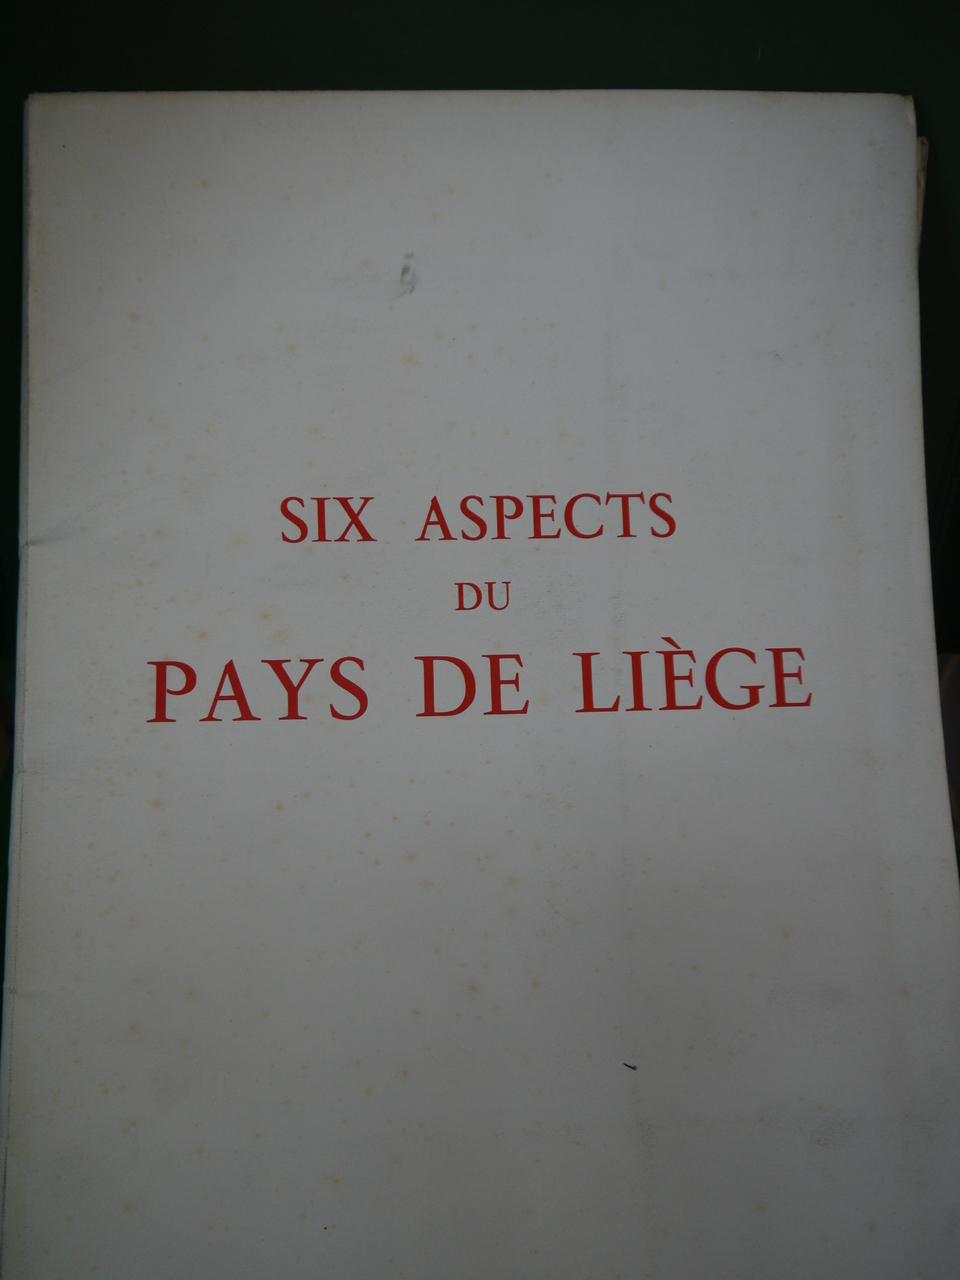 SIX ASPECTS
DU
PAYS DE LIÈGE